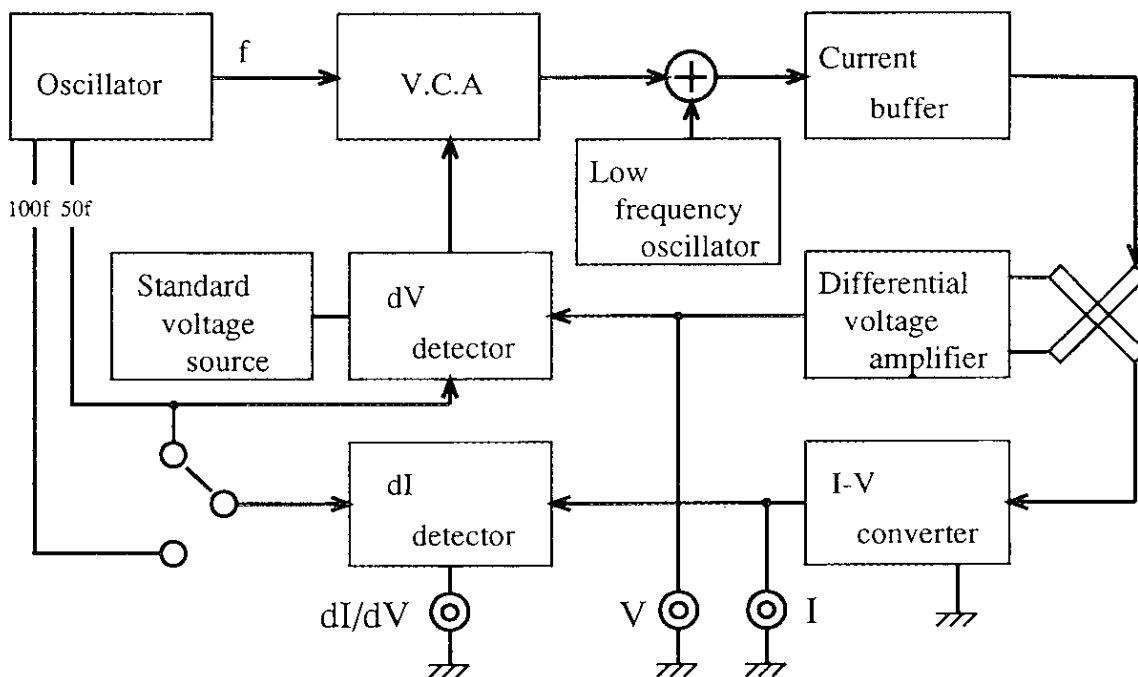 Oscillator
f
V.C.A
Current
buffer
100f 50f
Low
frequency
oscillator
Standard
voltage
source
dV
detector
Differential
voltage
amplifier
dI
detector
I-V
converter
dI/dV
V
I